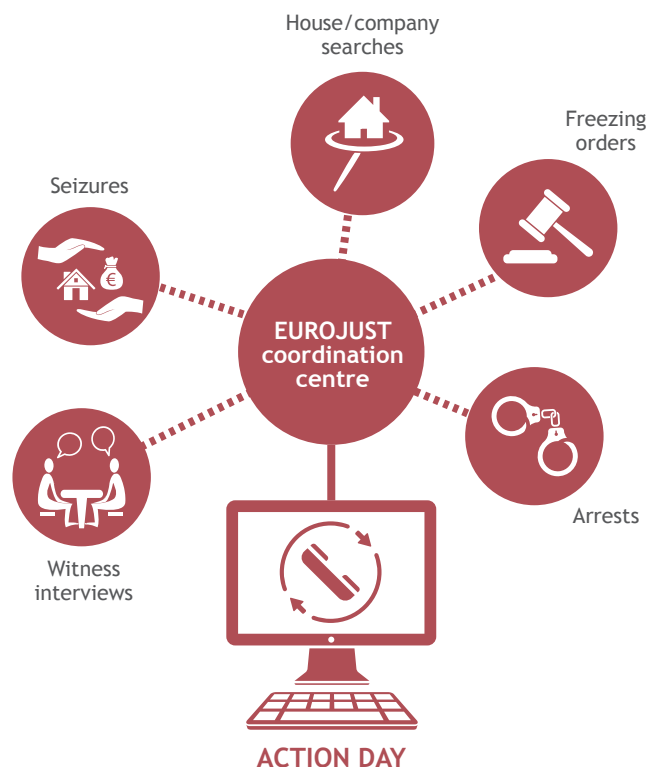 House/company
searches
Freezing
orders
Seizures
EUROJUST
coordination
centre
€
Arrests
Witness
interviews
ACTION DAY